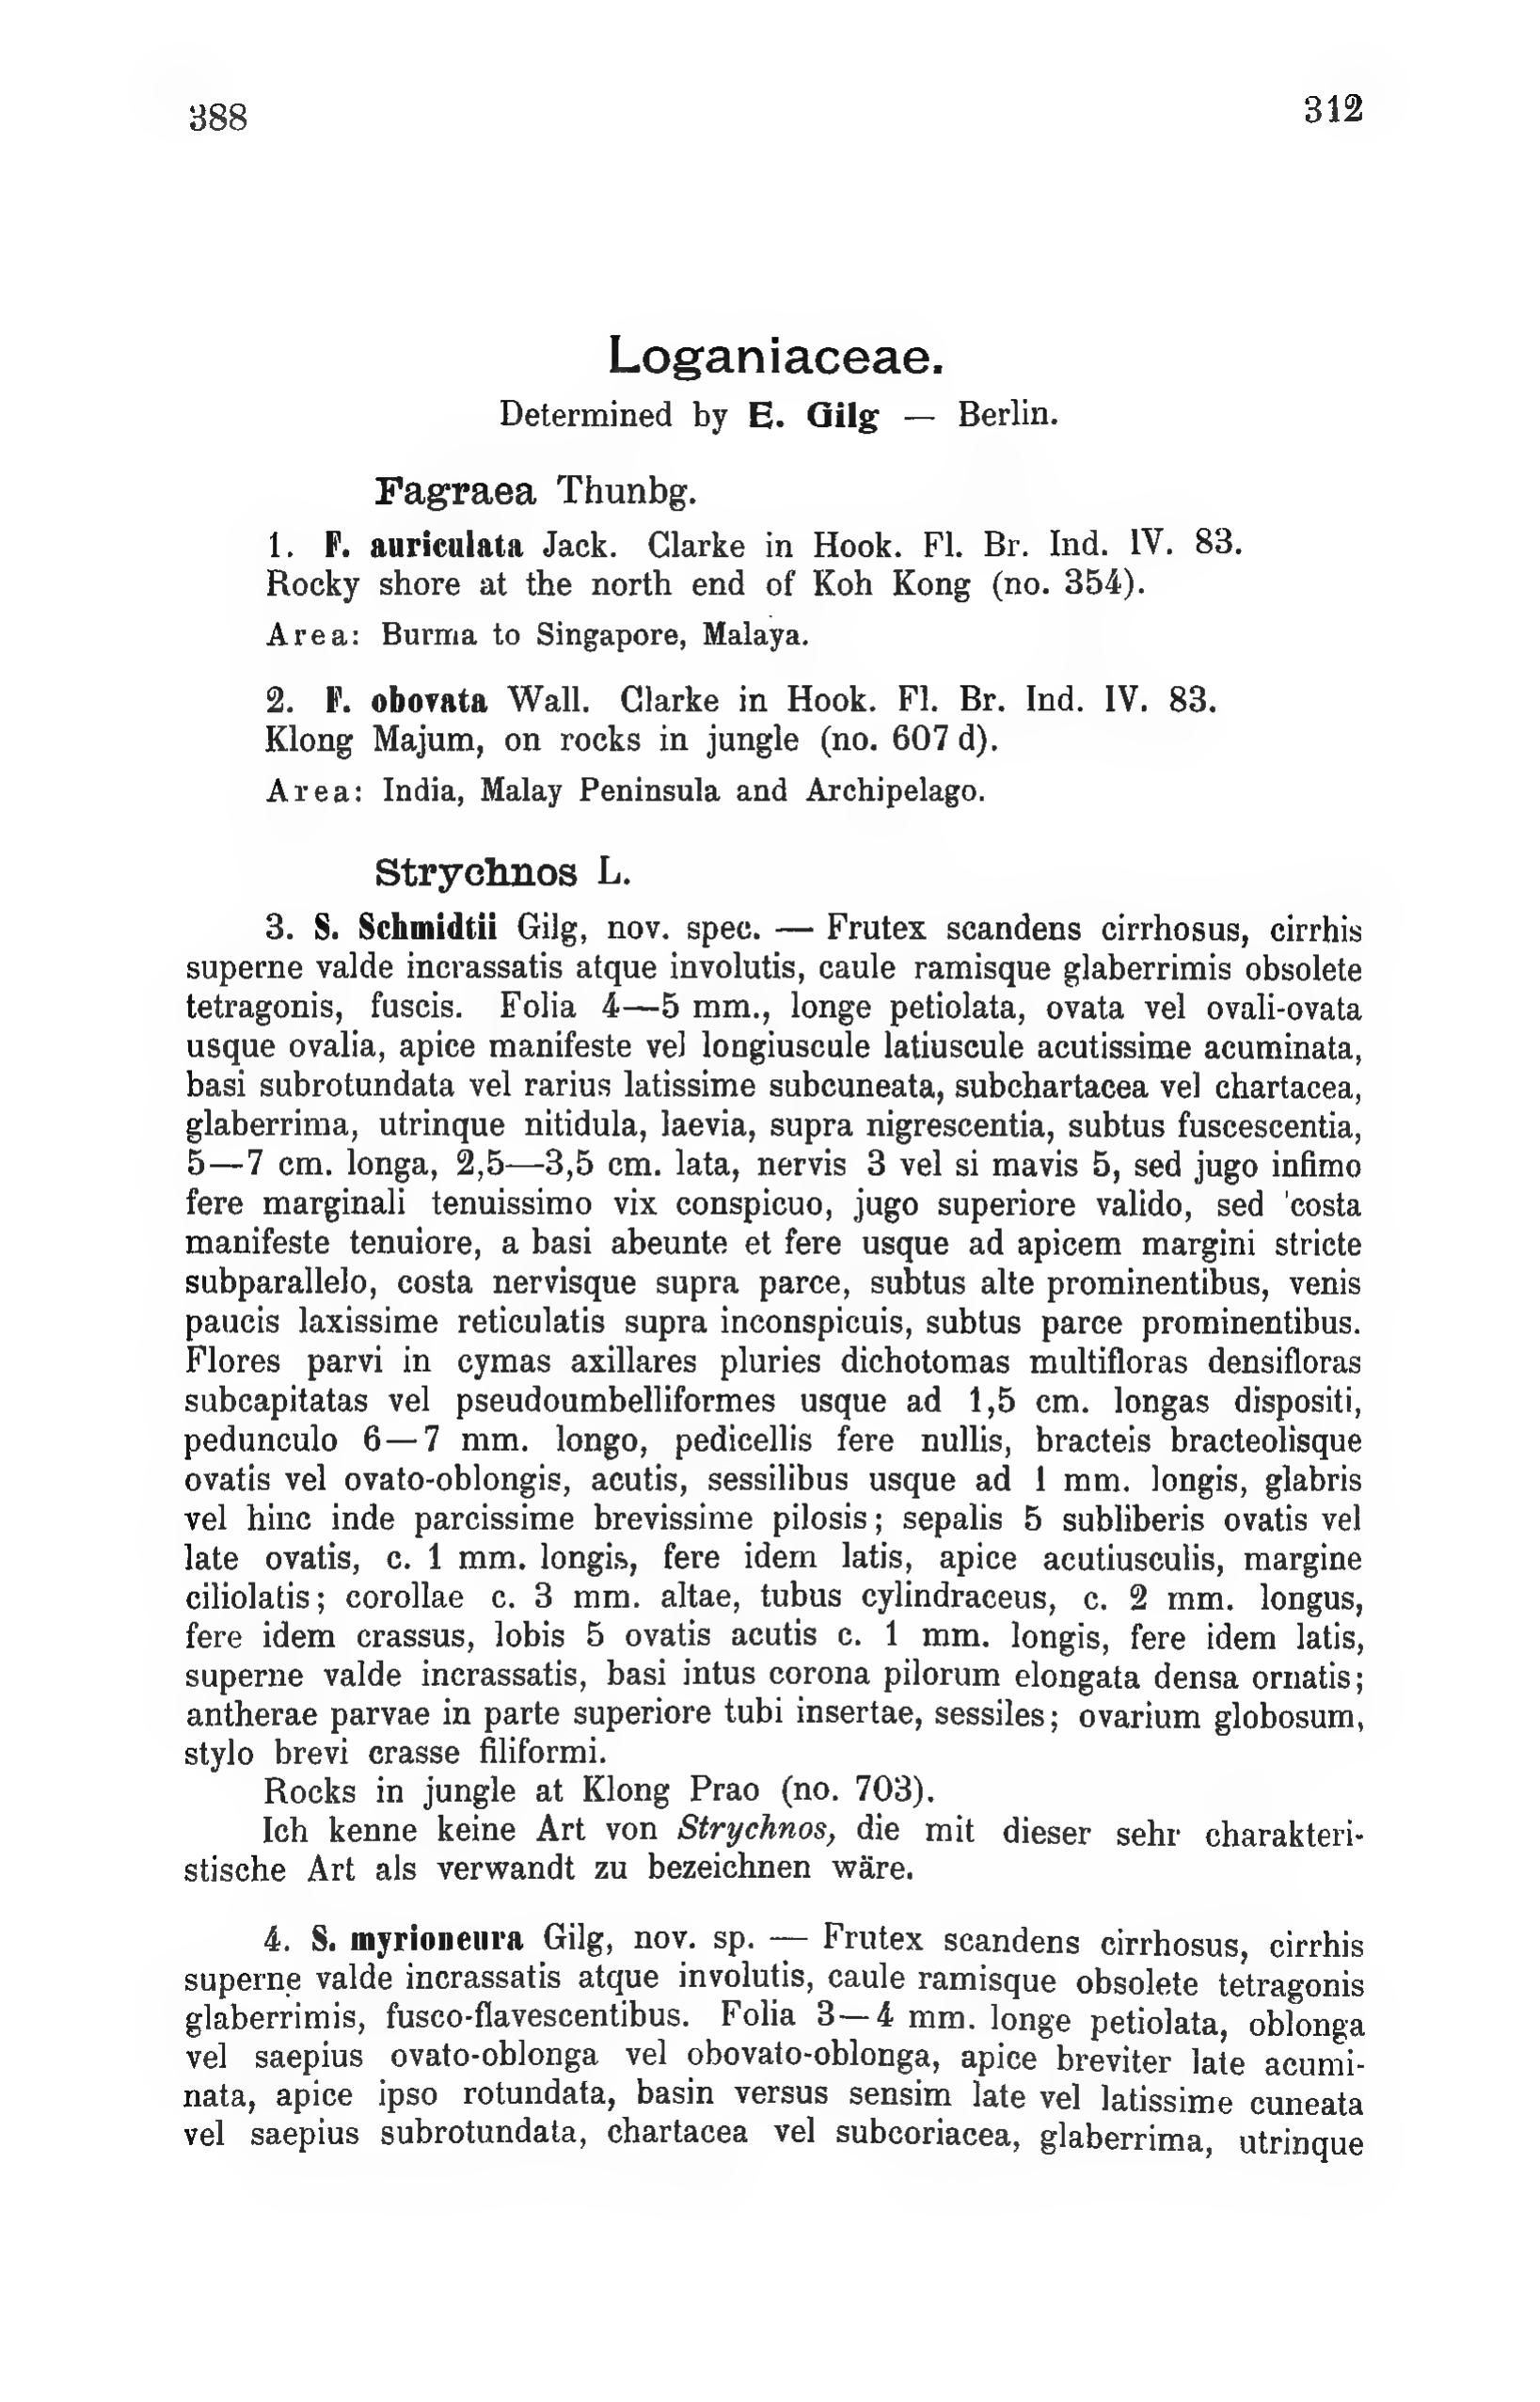 388
312
Loganiaceae.
Determined by E. Gilg — Berlin.
Fagraea Thunbg.
1. F. auriculata Jack. Clarke in Hook. Fl. Br. Ind. IV. 83.
Rocky shore at the north end of Koh Kong (no. 354).
Area: Burma to Singapore, Malaya.
2. F. obovata Wall. Clarke in Hook. Fl. Br. Ind. IV. 83.
Klong Majum, on rocks in jungle (no. 607 d).
Area: India, Malay Peninsula and Archipelago.
Strychnos L.
3. S. Schmidtii Gilg, nov. spec. — Frutex scandens cirrhosus, cirrhis
superne valde incrassatis atque involutis, caule ramisque glaberrimis obsolete
tetragonis, fuscis. Folia 4—5 mm., longe petiolata, ovata vel ovali-ovata
usque ovalia, apice manifeste vel longiuscule latiuscule acutissime acuminata,
basi subrotundata vel rarius latissime subcuneata, subchartacea vel chartacea,
glaberrima, utrinque nitidula, laevia, supra nigrescentia, subtus fuscescentia,
5—7 cm. longa, 2,5—3,5 cm. lata, nervis 3 vel si mavis 5, sed jugo infimo
fere marginali tenuissimo vix conspicuo, jugo superiore valido, sed 'costa
manifeste tenuiore, a basi abeunte et fere usque ad apicem margini stricte
subparallelo, costa nervisque supra parce, subtus alte prominentibus, venis
paucis laxissime reticulatis supra inconspicuis, subtus parce prominentibus.
Flores parvi in cymas axillares pluries dichotomas multifloras densifloras
subcapitatas vel pseudoumbelliformes usque ad 1,5 cm. longas dispositi,
pedunculo 6—7 mm. longo, pedicellis fere nullis, bracteis bracteolisque
ovatis vel ovato-oblongis, acutis, sessilibus usque ad 1 mm. longis, glabris
vel hinc inde parcissime brevissime pilosis; sepalis 5 subliberis ovatis vel
late ovatis, c. 1 mm. longis, fere idem latis, apice acutiusculis, margine
ciliolatis; corollae c. 3 mm. altae, tubus cylindraceus, c. 2 mm. longus,
fere idem crassus, lobis 5 ovatis acutis c. 1 mm. longis, fere idem latis,
superne valde incrassatis, basi intus corona pilorum elongata densa ornatis;
antherae parvae in parte superiore tubi insertae, sessiles; ovarium globosum,
stylo brevi crasse filiformi.
Rocks in jungle at Klong Prao (no. 703).
Ich kenne keine Art von Strychnos, die mit dieser sehr charakteri-
stische Art als verwandt zu bezeichnen wäre.
4. S. myrioneura Gilg, nov. sp. — Frutex scandens cirrhosus, cirrhis
superne valde incrassatis atque involutis, caule ramisque obsolete tetragonis
glaberrimis, fusco-flavescentibus. Folia 3—4 mm. longe petiolata, oblonga
vel saepius ovato-oblonga vel obovato-oblonga, apice breviter late acumi-
nata, apice ipso rotundata, basin versus sensim late vel latissime cuneata
vel saepius subrotundata, chartacea vel subcoriacea, glaberrima, utrinque